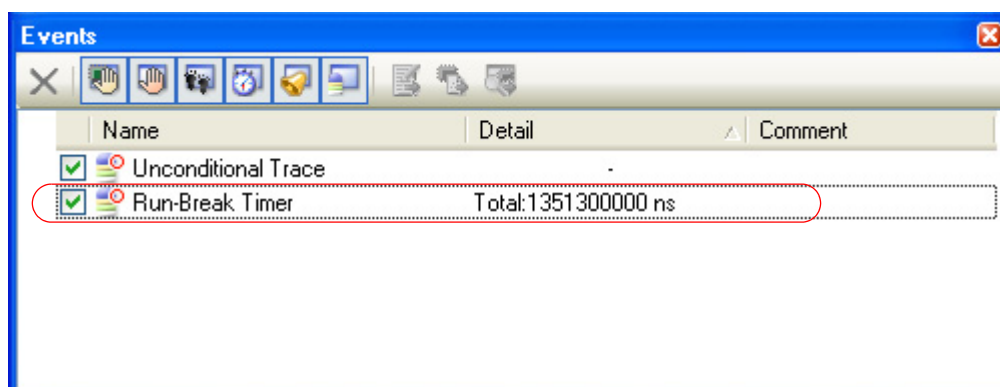 Events
Name Detail Comment
Unconditional Trace -
Run-Break Timer Total:1351300000 ns